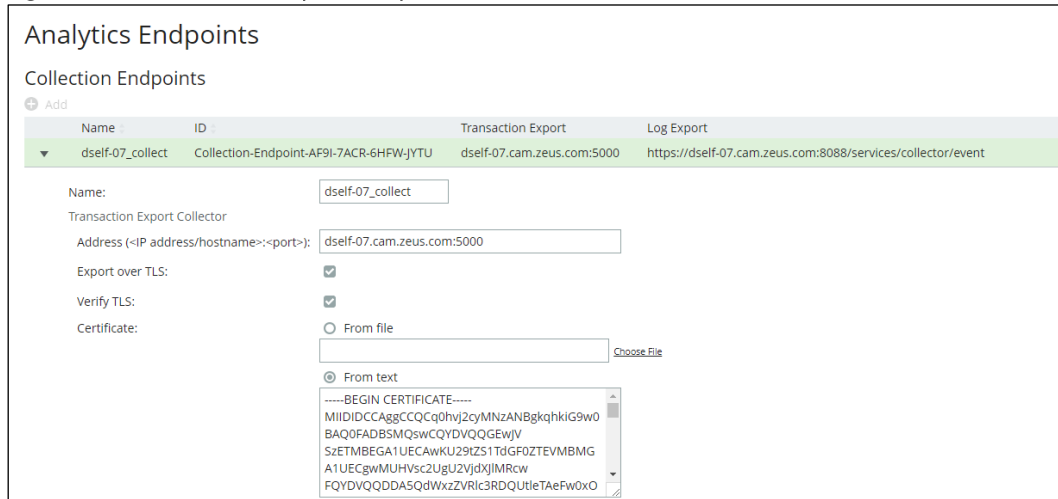 Analytics Endpoints
Collection Endpoints
Add
Name ID Transaction Export Log Export
dself-07_collect Collection-Endpoint-AF9I-7ACR-6HFW-JYTU dself-07.cam.zeus.com:5000 https://dself-07.cam.zeus.com:8088/services/collector/event
Name: dself-07_collect
Transaction Export Collector
Address (<IP address/hostname>:<port>): dself-07.cam.zeus.com:5000
Export over TLS:
Verify TLS:
Certificate: From file
Choose File
From text
-----BEGIN CERTIFICATE-----
MIIDIDCCAggCCQCq0hvj2cyMNzANBgkqhkiG9w0
BAQ0FADBSMQswCQYDVQQGEwJV
SzETMBEGA1UECAwKU29tZS1TdGF0ZTEVMBMG
A1UECgwMUHVsc2UgU2VjdXJlMRcw
FQYDVQQDDA5QdWxzZVRlc3RDQUtleTAeFw0xO